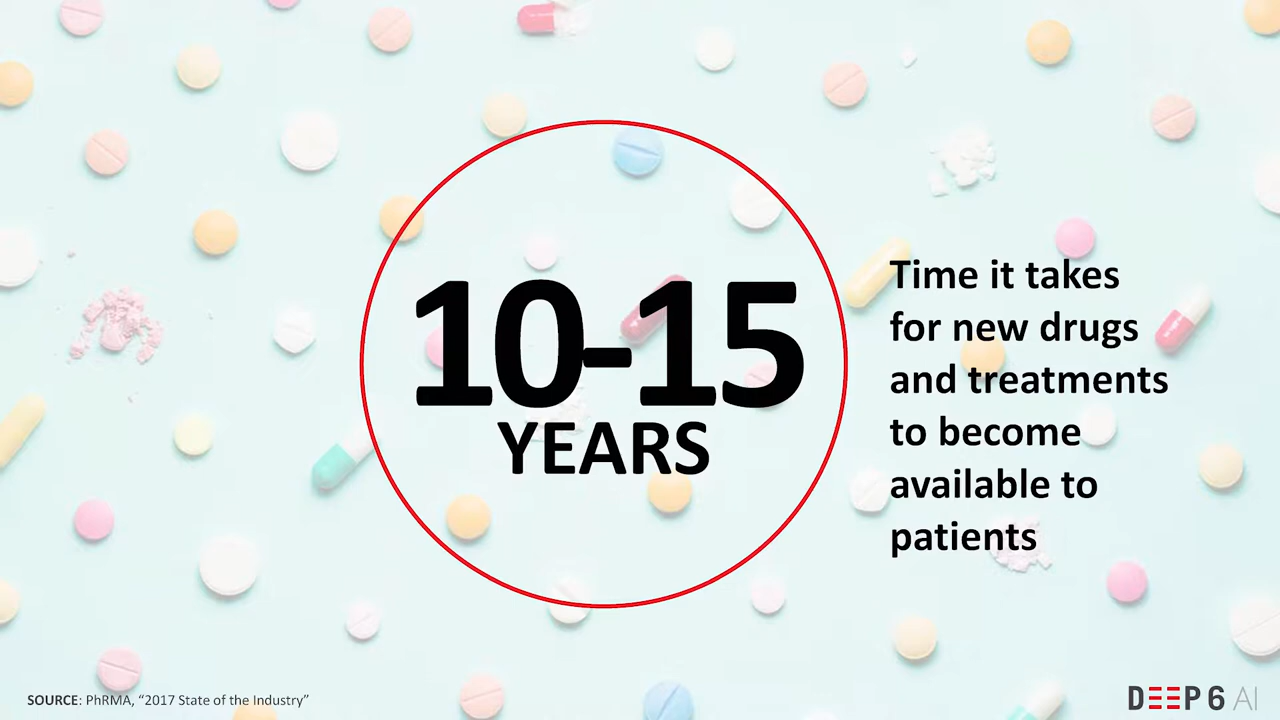 10-15
YEARS
Time it takes
for new drugs
and treatments
to become
available to
patients
SOURCE: PhRMA, “2017 State of the Industry”
DEEP 6 AI